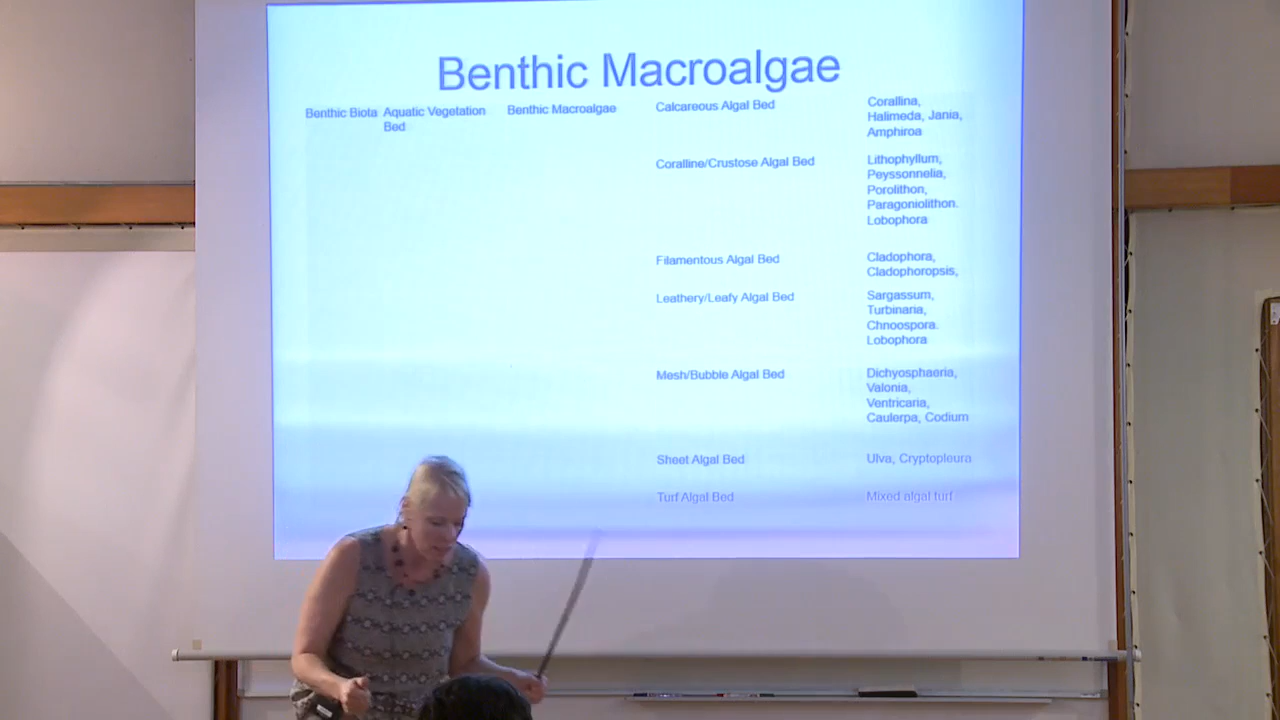 Benthic Macroalgae
Benthic Biota Aquatic Vegetation Bed Benthic Macroalgae Calcareous Algal Bed Corallina, Halimeda, Jania, Amphiroa
Coralline/Crustose Algal Bed Lithophyllum, Peyssonnelia, Porolithon, Paragoniolithon. Lobophora
Filamentous Algal Bed Cladophora, Cladophoropsis,
Leathery/Leafy Algal Bed Sargassum, Turbinaria, Chnoospora. Lobophora
Mesh/Bubble Algal Bed Dichyosphaeria, Valonia, Ventricaria, Caulerpa, Codium
Sheet Algal Bed Ulva, Cryptopleura
Turf Algal Bed Mixed algal turf